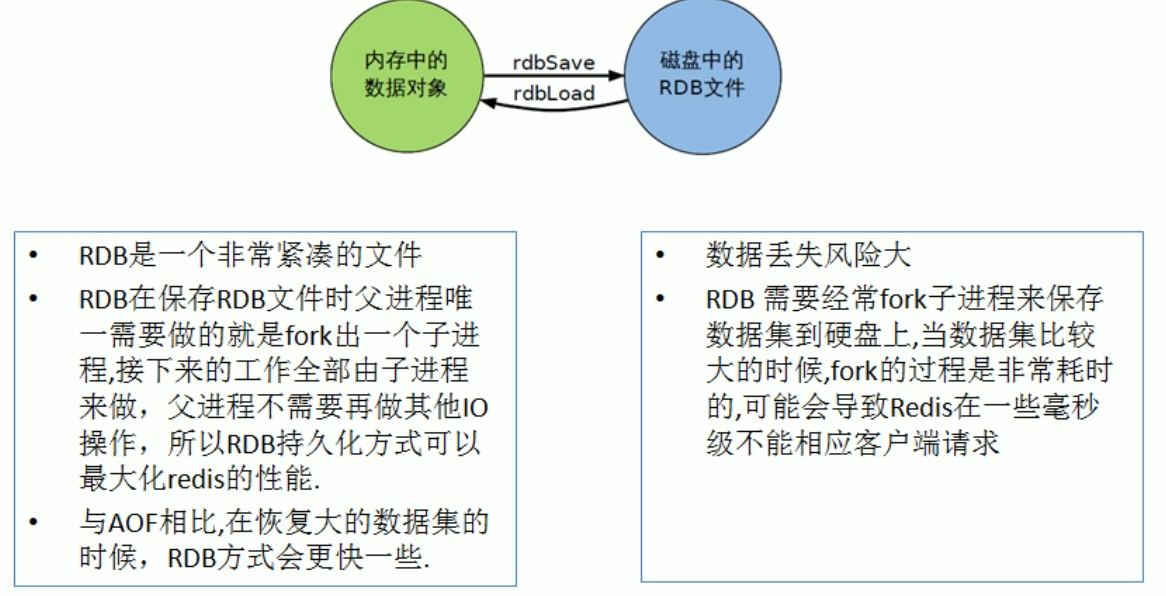 内存中的
数据对象
rdbSave
rdbLoad
磁盘中的
RDB文件
• RDB是一个非常紧凑的文件
• RDB在保存RDB文件时父进程唯
一需要做的就是fork出一个子进
程,接下来的工作全部由子进程
来做，父进程不需要再做其他IO
操作，所以RDB持久化方式可以
最大化redis的性能.
• 与AOF相比,在恢复大的数据集的
时候，RDB方式会更快一些.
• 数据丢失风险大
• RDB 需要经常fork子进程来保存
数据集到硬盘上,当数据集比较
大的时候,fork的过程是非常耗时
的,可能会导致Redis在一些毫秒
级不能相应客户端请求